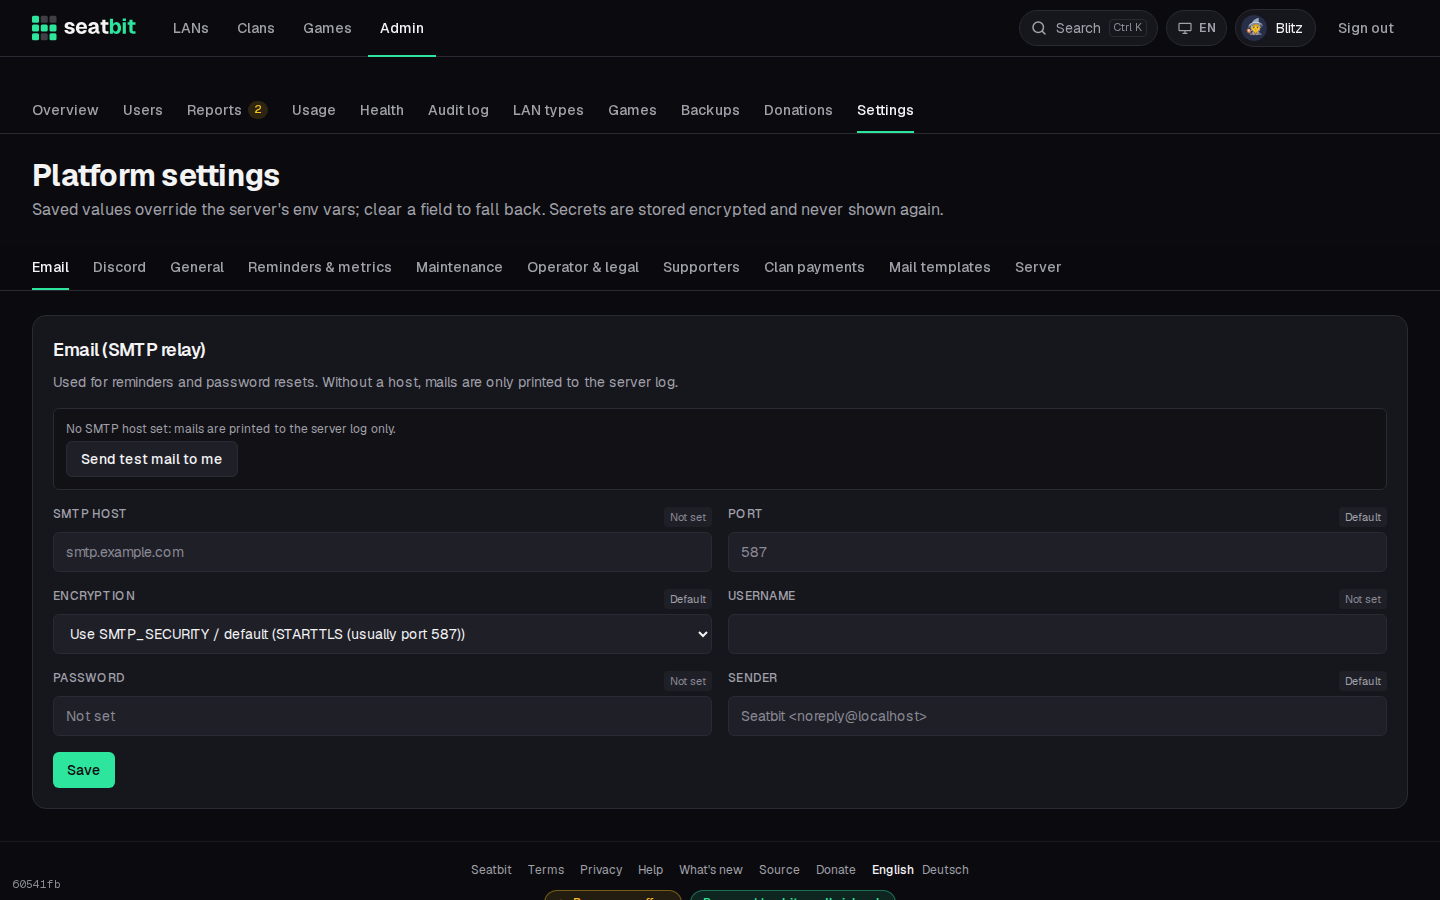 seatbit LANs Clans Games Admin Search Ctrl K EN Blitz Sign out
Overview Users Reports 2 Usage Health Audit log LAN types Games Backups Donations Settings
Platform settings
Saved values override the server's env vars; clear a field to fall back. Secrets are stored encrypted and never shown again.
Email Discord General Reminders & metrics Maintenance Operator & legal Supporters Clan payments Mail templates Server
Email (SMTP relay)
Used for reminders and password resets. Without a host, mails are only printed to the server log.
No SMTP host set: mails are printed to the server log only.
Send test mail to me
SMTP HOST Not set PORT Default
smtp.example.com 587
ENCRYPTION Default USERNAME Not set
Use SMTP_SECURITY / default (STARTTLS (usually port 587))
PASSWORD Not set SENDER Default
Not set Seatbit <noreply@localhost>
Save
Seatbit Terms Privacy Help What's new Source Donate English Deutsch
60541fb